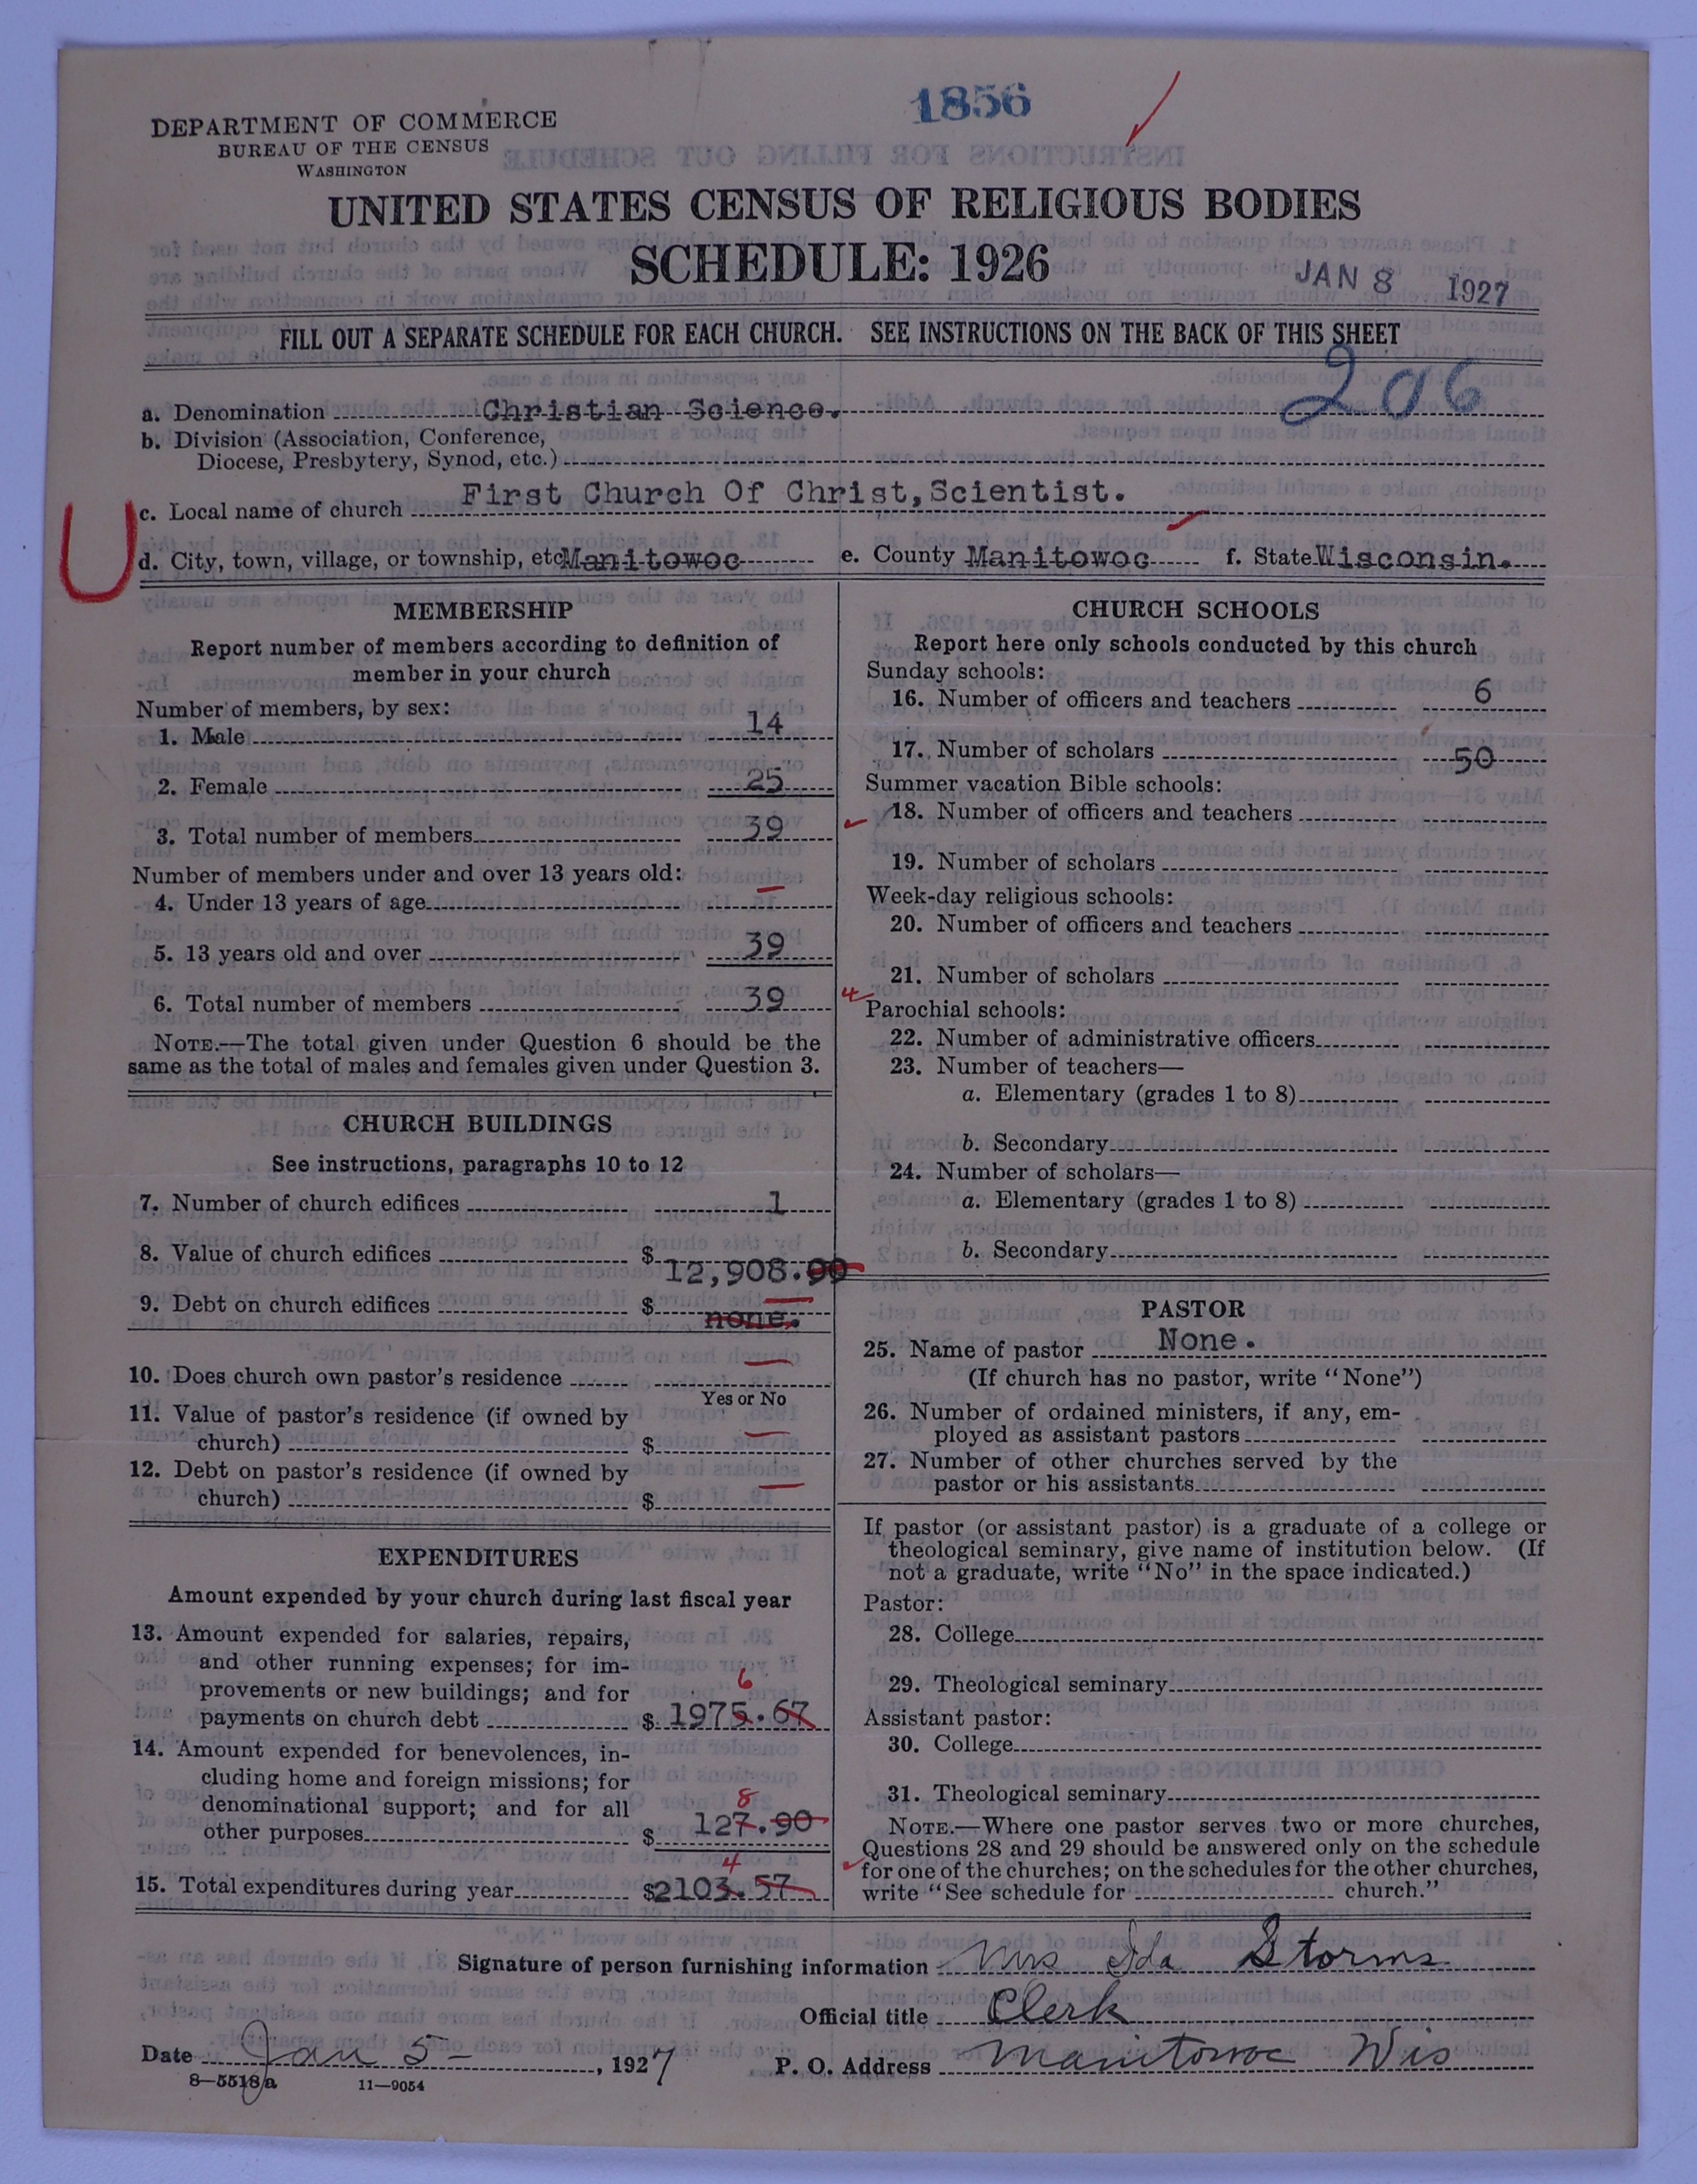 1856
DEPARTMENT OF COMMERCE
BUREAU OF THE CENSUS
WASHINGTON
UNITED STATES CENSUS OF RELIGIOUS BODIES
SCHEDULE: 1926
JAN 8 1927
FILL OUT A SEPARATE SCHEDULE FOR EACH CHURCH. SEE INSTRUCTIONS ON THE BACK OF THIS SHEET
206
a. Denomination Christian Science.
b. Division (Association, Conference,
Diocese, Presbytery, Synod, etc.)
c. Local name of church First Church Of Christ,Scientist.
d. City, town, village, or township, etc Manitowoc e. County Manitowoc f. State Wisconsin.
MEMBERSHIP
Report number of members according to definition of
member in your church
Number of members, by sex:
1. Male 14
2. Female 25
3. Total number of members 39
Number of members under and over 13 years old:
4. Under 13 years of age —
5. 13 years old and over 39
6. Total number of members 39
NOTE.—The total given under Question 6 should be the
same as the total of males and females given under Question 3.
CHURCH BUILDINGS
See instructions, paragraphs 10 to 12
7. Number of church edifices 1
8. Value of church edifices $ 12,908.00
9. Debt on church edifices $ none.
10. Does church own pastor's residence —
Yes or No
11. Value of pastor's residence (if owned by
church) $ —
12. Debt on pastor's residence (if owned by
church) $ —
EXPENDITURES
Amount expended by your church during last fiscal year
13. Amount expended for salaries, repairs,
and other running expenses; for im-
provements or new buildings; and for
6
payments on church debt $ 1975.67
14. Amount expended for benevolences, in-
cluding home and foreign missions; for
denominational support; and for all
8
other purposes $ 127.90
4
15. Total expenditures during year $2103.57
CHURCH SCHOOLS
Report here only schools conducted by this church
Sunday schools:
16. Number of officers and teachers 6
17. Number of scholars 50
Summer vacation Bible schools:
18. Number of officers and teachers
19. Number of scholars
Week-day religious schools:
20. Number of officers and teachers
21. Number of scholars
4
Parochial schools:
22. Number of administrative officers
23. Number of teachers—
a. Elementary (grades 1 to 8)
b. Secondary
24. Number of scholars—
a. Elementary (grades 1 to 8)
b. Secondary
PASTOR
25. Name of pastor None.
(If church has no pastor, write "None")
26. Number of ordained ministers, if any, em-
ployed as assistant pastors
27. Number of other churches served by the
pastor or his assistants
If pastor (or assistant pastor) is a graduate of a college or
theological seminary, give name of institution below. (If
not a graduate, write "No" in the space indicated.)
Pastor:
28. College
29. Theological seminary
Assistant pastor:
30. College
31. Theological seminary
NOTE.—Where one pastor serves two or more churches,
Questions 28 and 29 should be answered only on the schedule
for one of the churches; on the schedules for the other churches,
write "See schedule for church."
Signature of person furnishing information Mrs Ida Storms
Official title Clerk
Date Jan 5- , 1927 P. O. Address Manitowoc Wis
8—5518a 11—9054